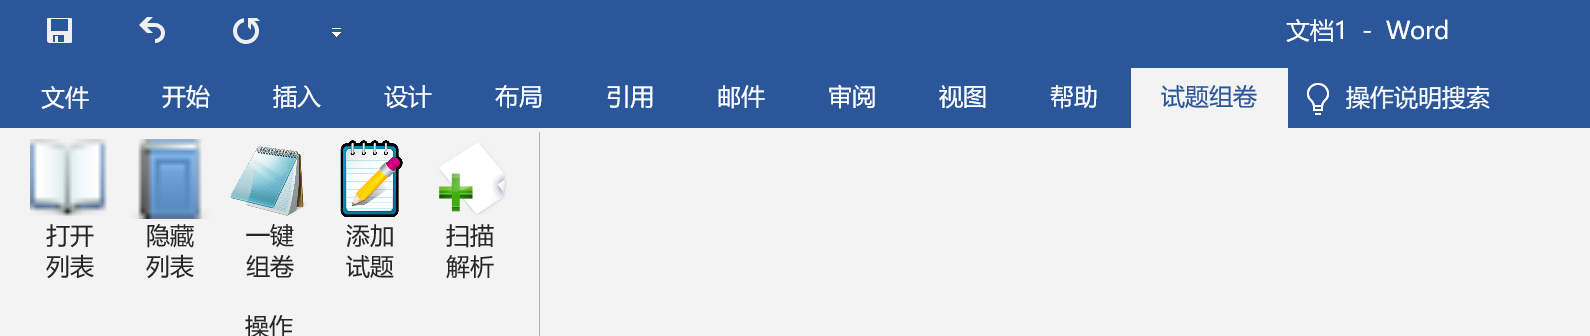 文档1 - Word
文件 开始 插入 设计 布局 引用 邮件 审阅 视图 帮助 试题组卷 操作说明搜索
打开 隐藏 一键 添加 扫描
列表 列表 组卷 试题 解析
操作